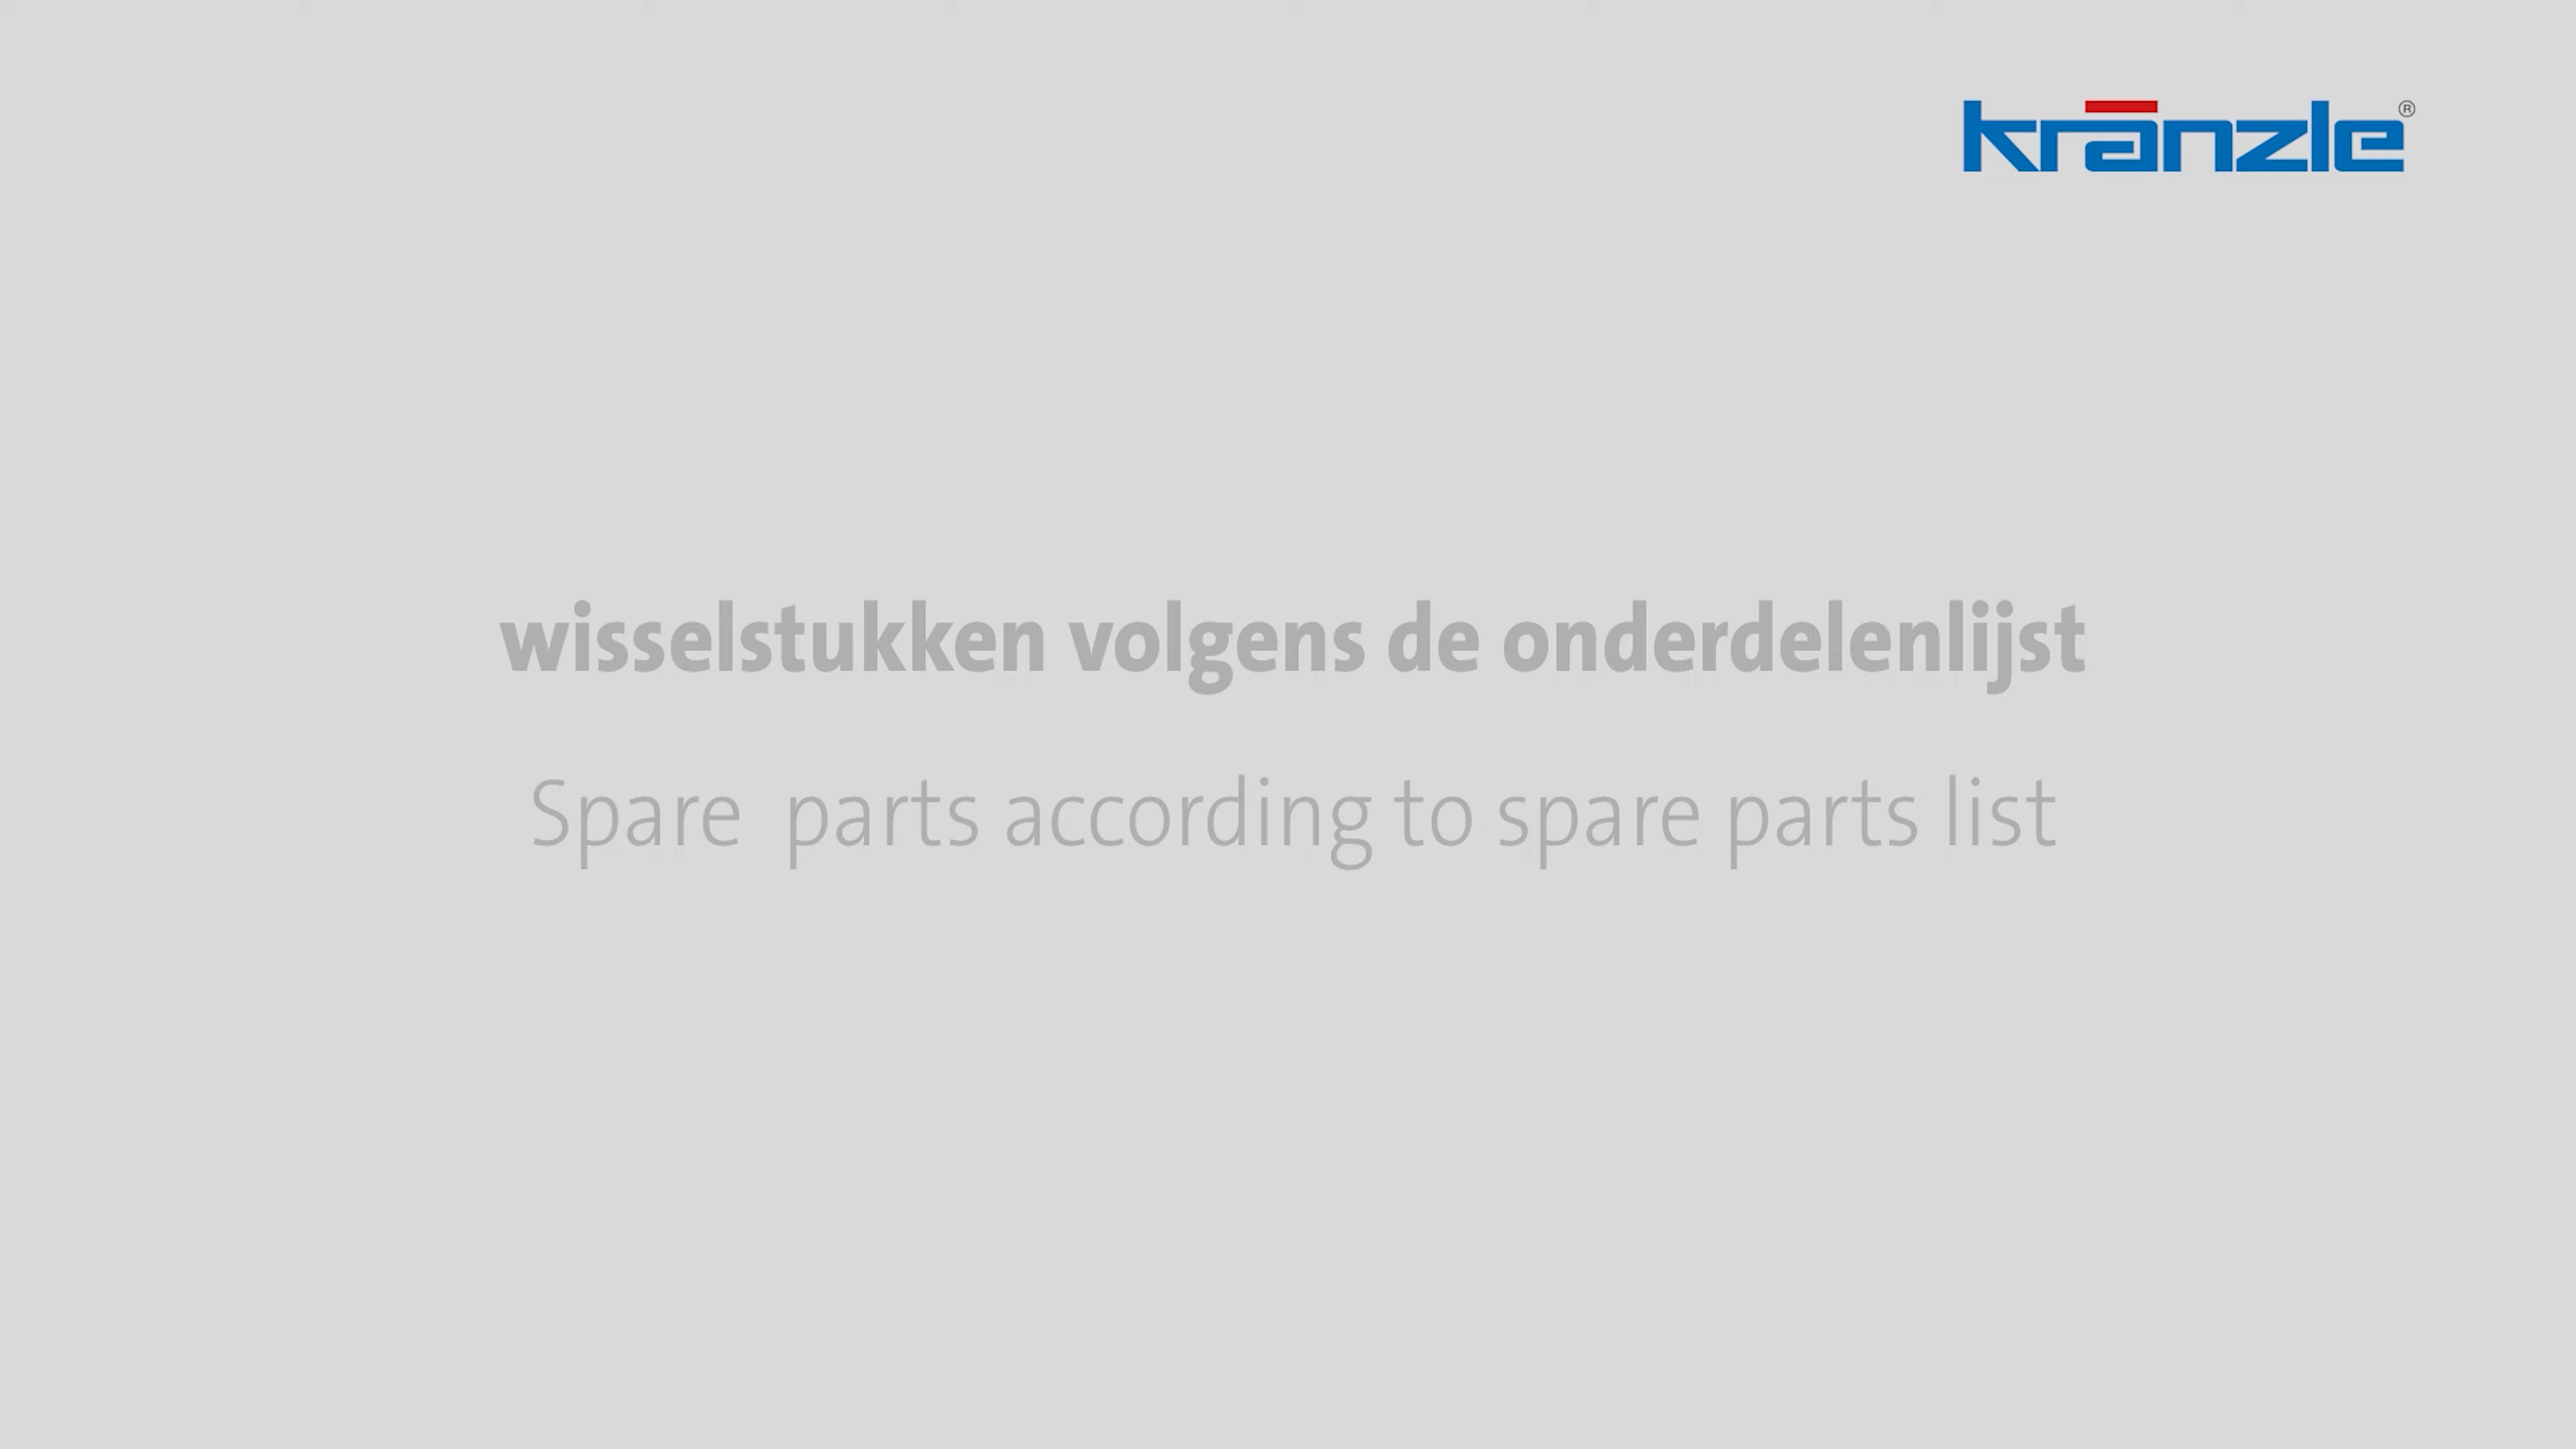 kränzle®
wisselstukken volgens de onderdelenlijst
Spare  parts according to spare parts list